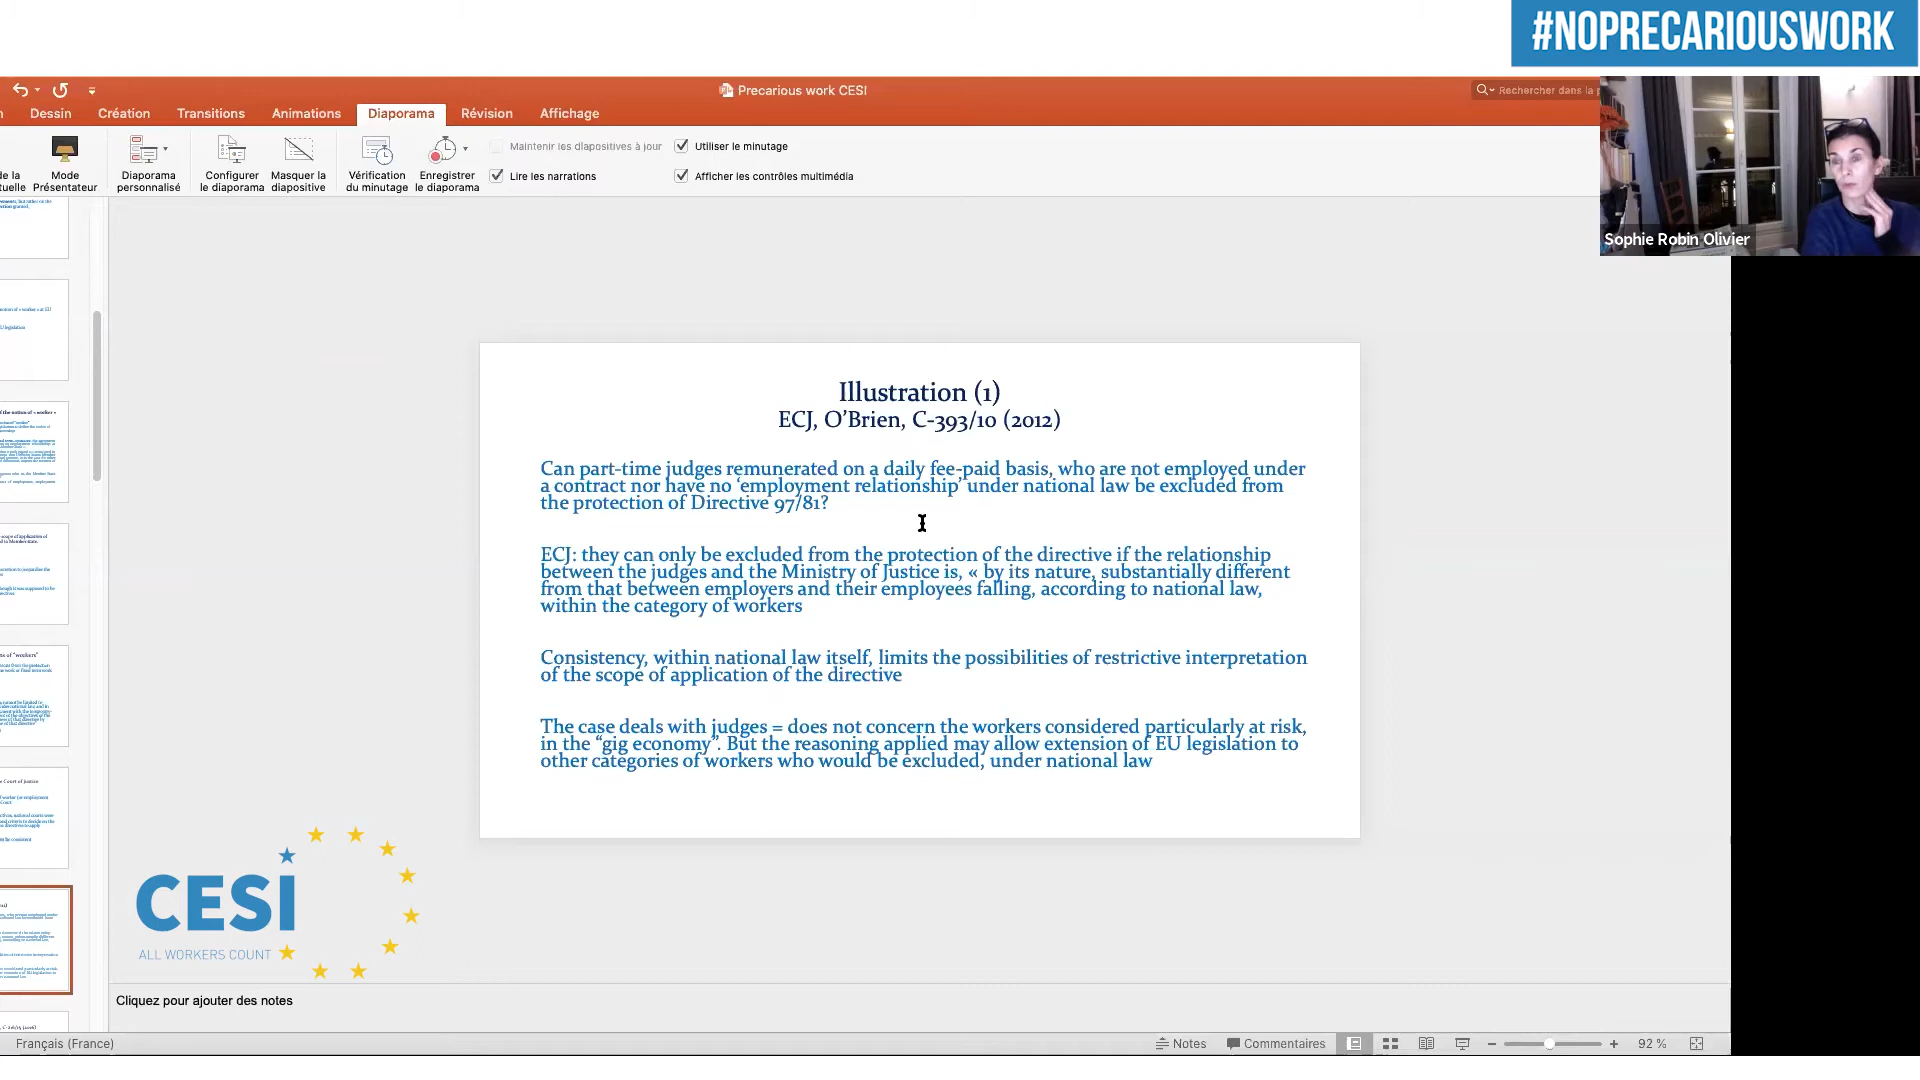 #NOPRECARIOUSWORK
Precarious work CESI
Rechercher dans la p
n Dessin Création Transitions Animations Diaporama Révision Affichage
Maintenir les diapositives à jour
Utiliser le minutage
de la
tuelle
Mode
Présentateur
Diaporama
personnalisé
Configurer
le diaporama
Masquer la
diapositive
Vérification
du minutage
Enregistrer
le diaporama
Lire les narrations
Afficher les contrôles multimédia
Sophie Robin Olivier
Illustration (1)
ECJ, O’Brien, C-393/10 (2012)
Can part-time judges remunerated on a daily fee-paid basis, who are not employed under
a contract nor have no ‘employment relationship’ under national law be excluded from
the protection of Directive 97/81?
ECJ: they can only be excluded from the protection of the directive if the relationship
between the judges and the Ministry of Justice is, « by its nature, substantially different
from that between employers and their employees falling, according to national law,
within the category of workers
Consistency, within national law itself, limits the possibilities of restrictive interpretation
of the scope of application of the directive
The case deals with judges = does not concern the workers considered particularly at risk,
in the “gig economy”. But the reasoning applied may allow extension of EU legislation to
other categories of workers who would be excluded, under national law
CESI
ALL WORKERS COUNT
Cliquez pour ajouter des notes
Français (France)
Notes
Commentaires
92 %